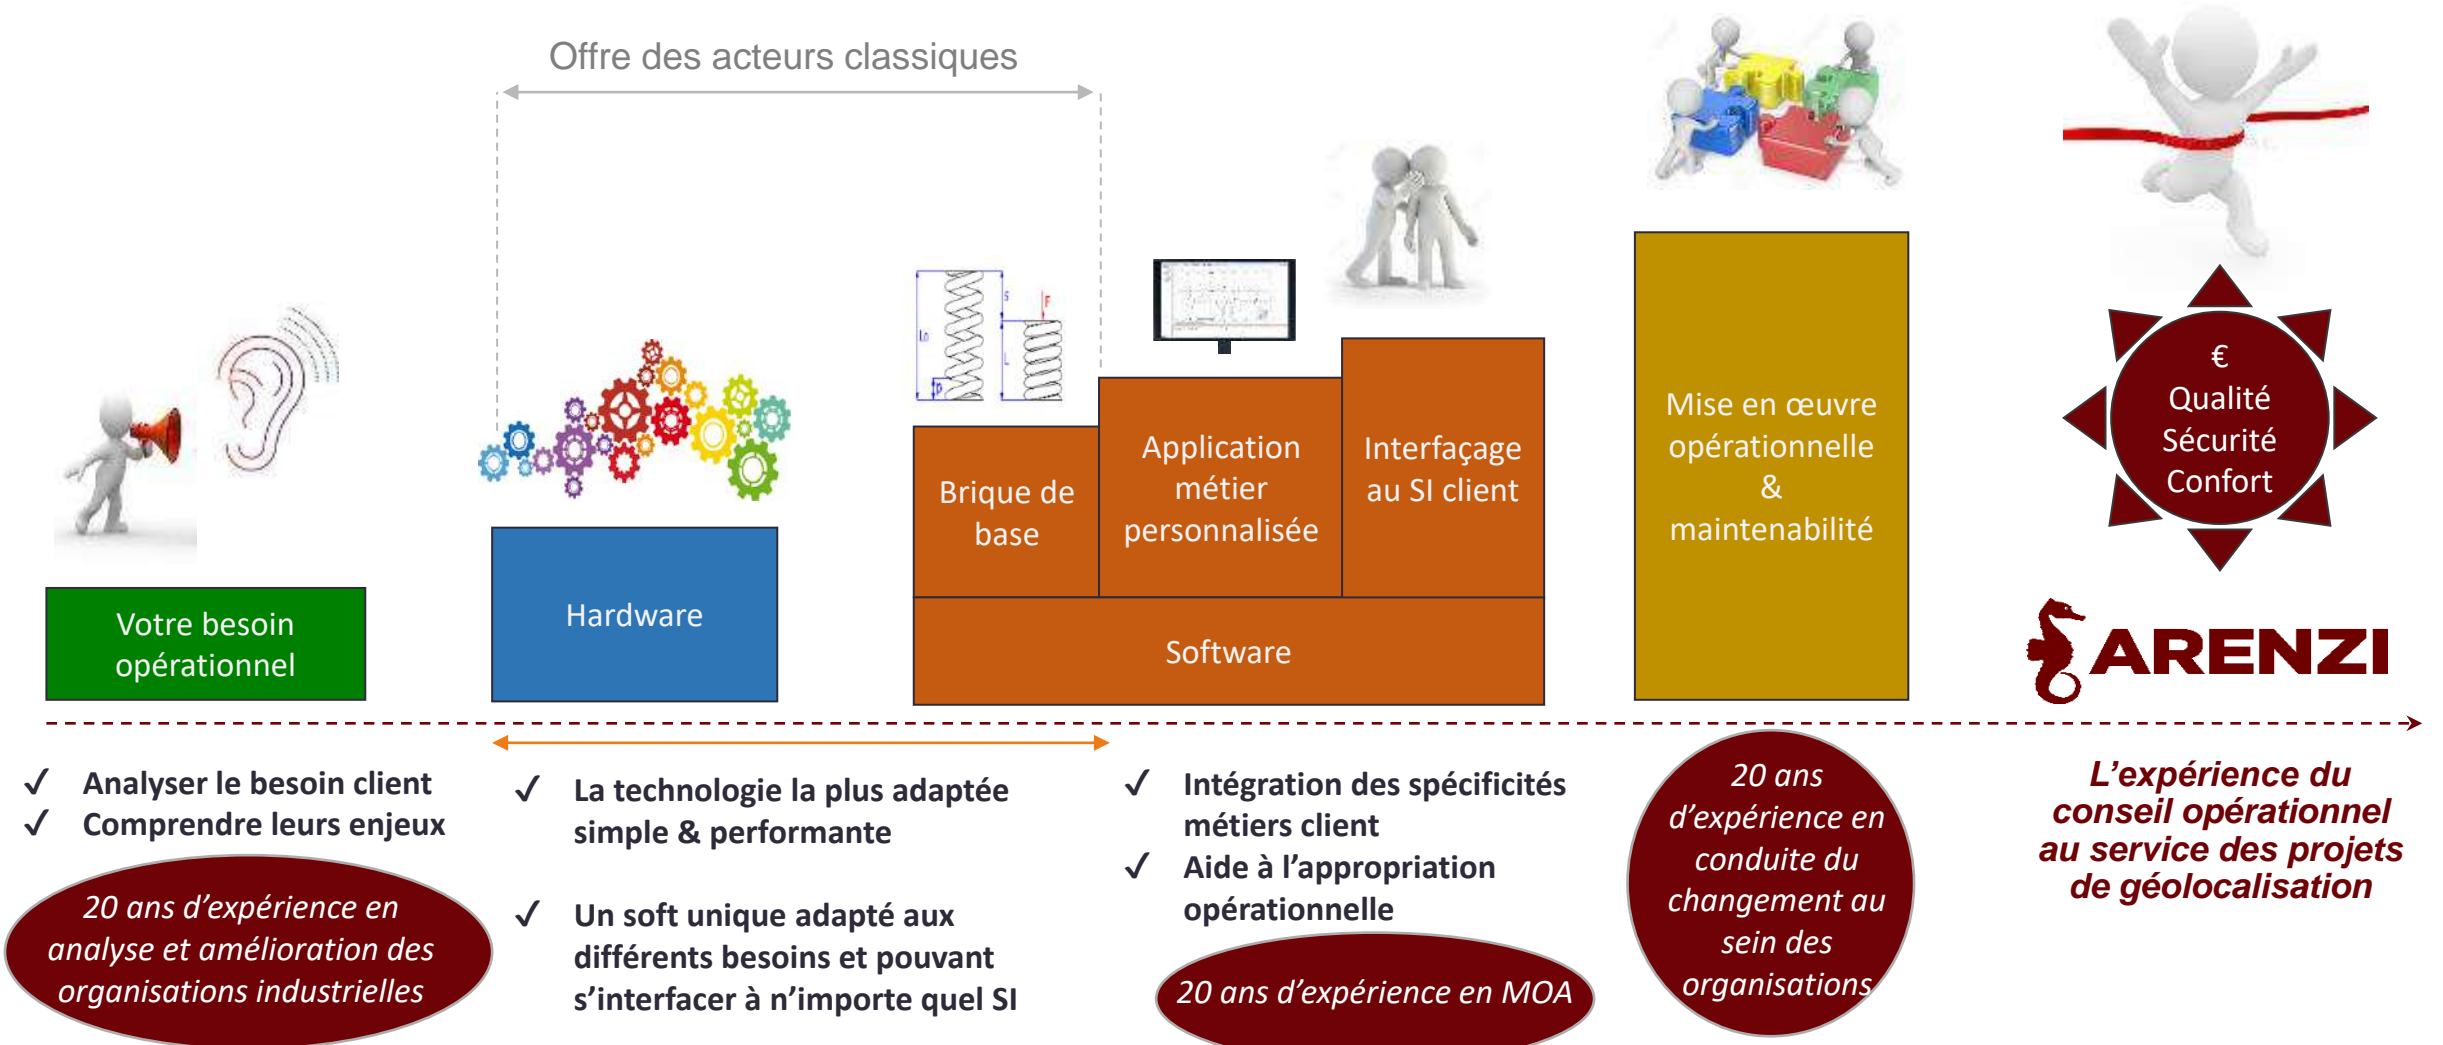 Offre des acteurs classiques
Votre besoin
opérationnel
Hardware
Lo
p
S
L
F
Brique de
base
Application
métier
personnalisée
Interfaçage
au SI client
Software
Mise en œuvre
opérationnelle
&
maintenabilité
€
Qualité
Sécurité
Confort
ARENZI
✓ Analyser le besoin client
✓ Comprendre leurs enjeux
20 ans d’expérience en
analyse et amélioration des
organisations industrielles
✓ La technologie la plus adaptée
simple & performante
✓ Un soft unique adapté aux
différents besoins et pouvant
s’interfacer à n’importe quel SI
✓ Intégration des spécificités
métiers client
✓ Aide à l’appropriation
opérationnelle
20 ans d’expérience en MOA
20 ans
d’expérience en
conduite du
changement au
sein des
organisations
L’expérience du
conseil opérationnel
au service des projets
de géolocalisation